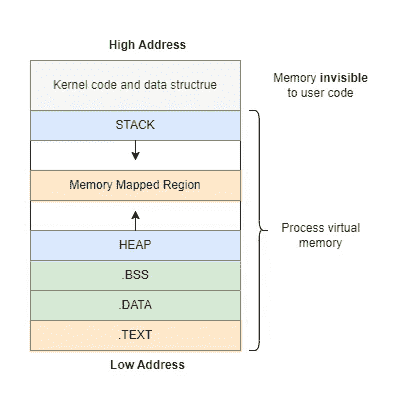 High Address
Kernel code and data structrue
Memory invisible
to user code
STACK
Memory Mapped Region
Process virtual
memory
HEAP
.BSS
.DATA
.TEXT
Low Address